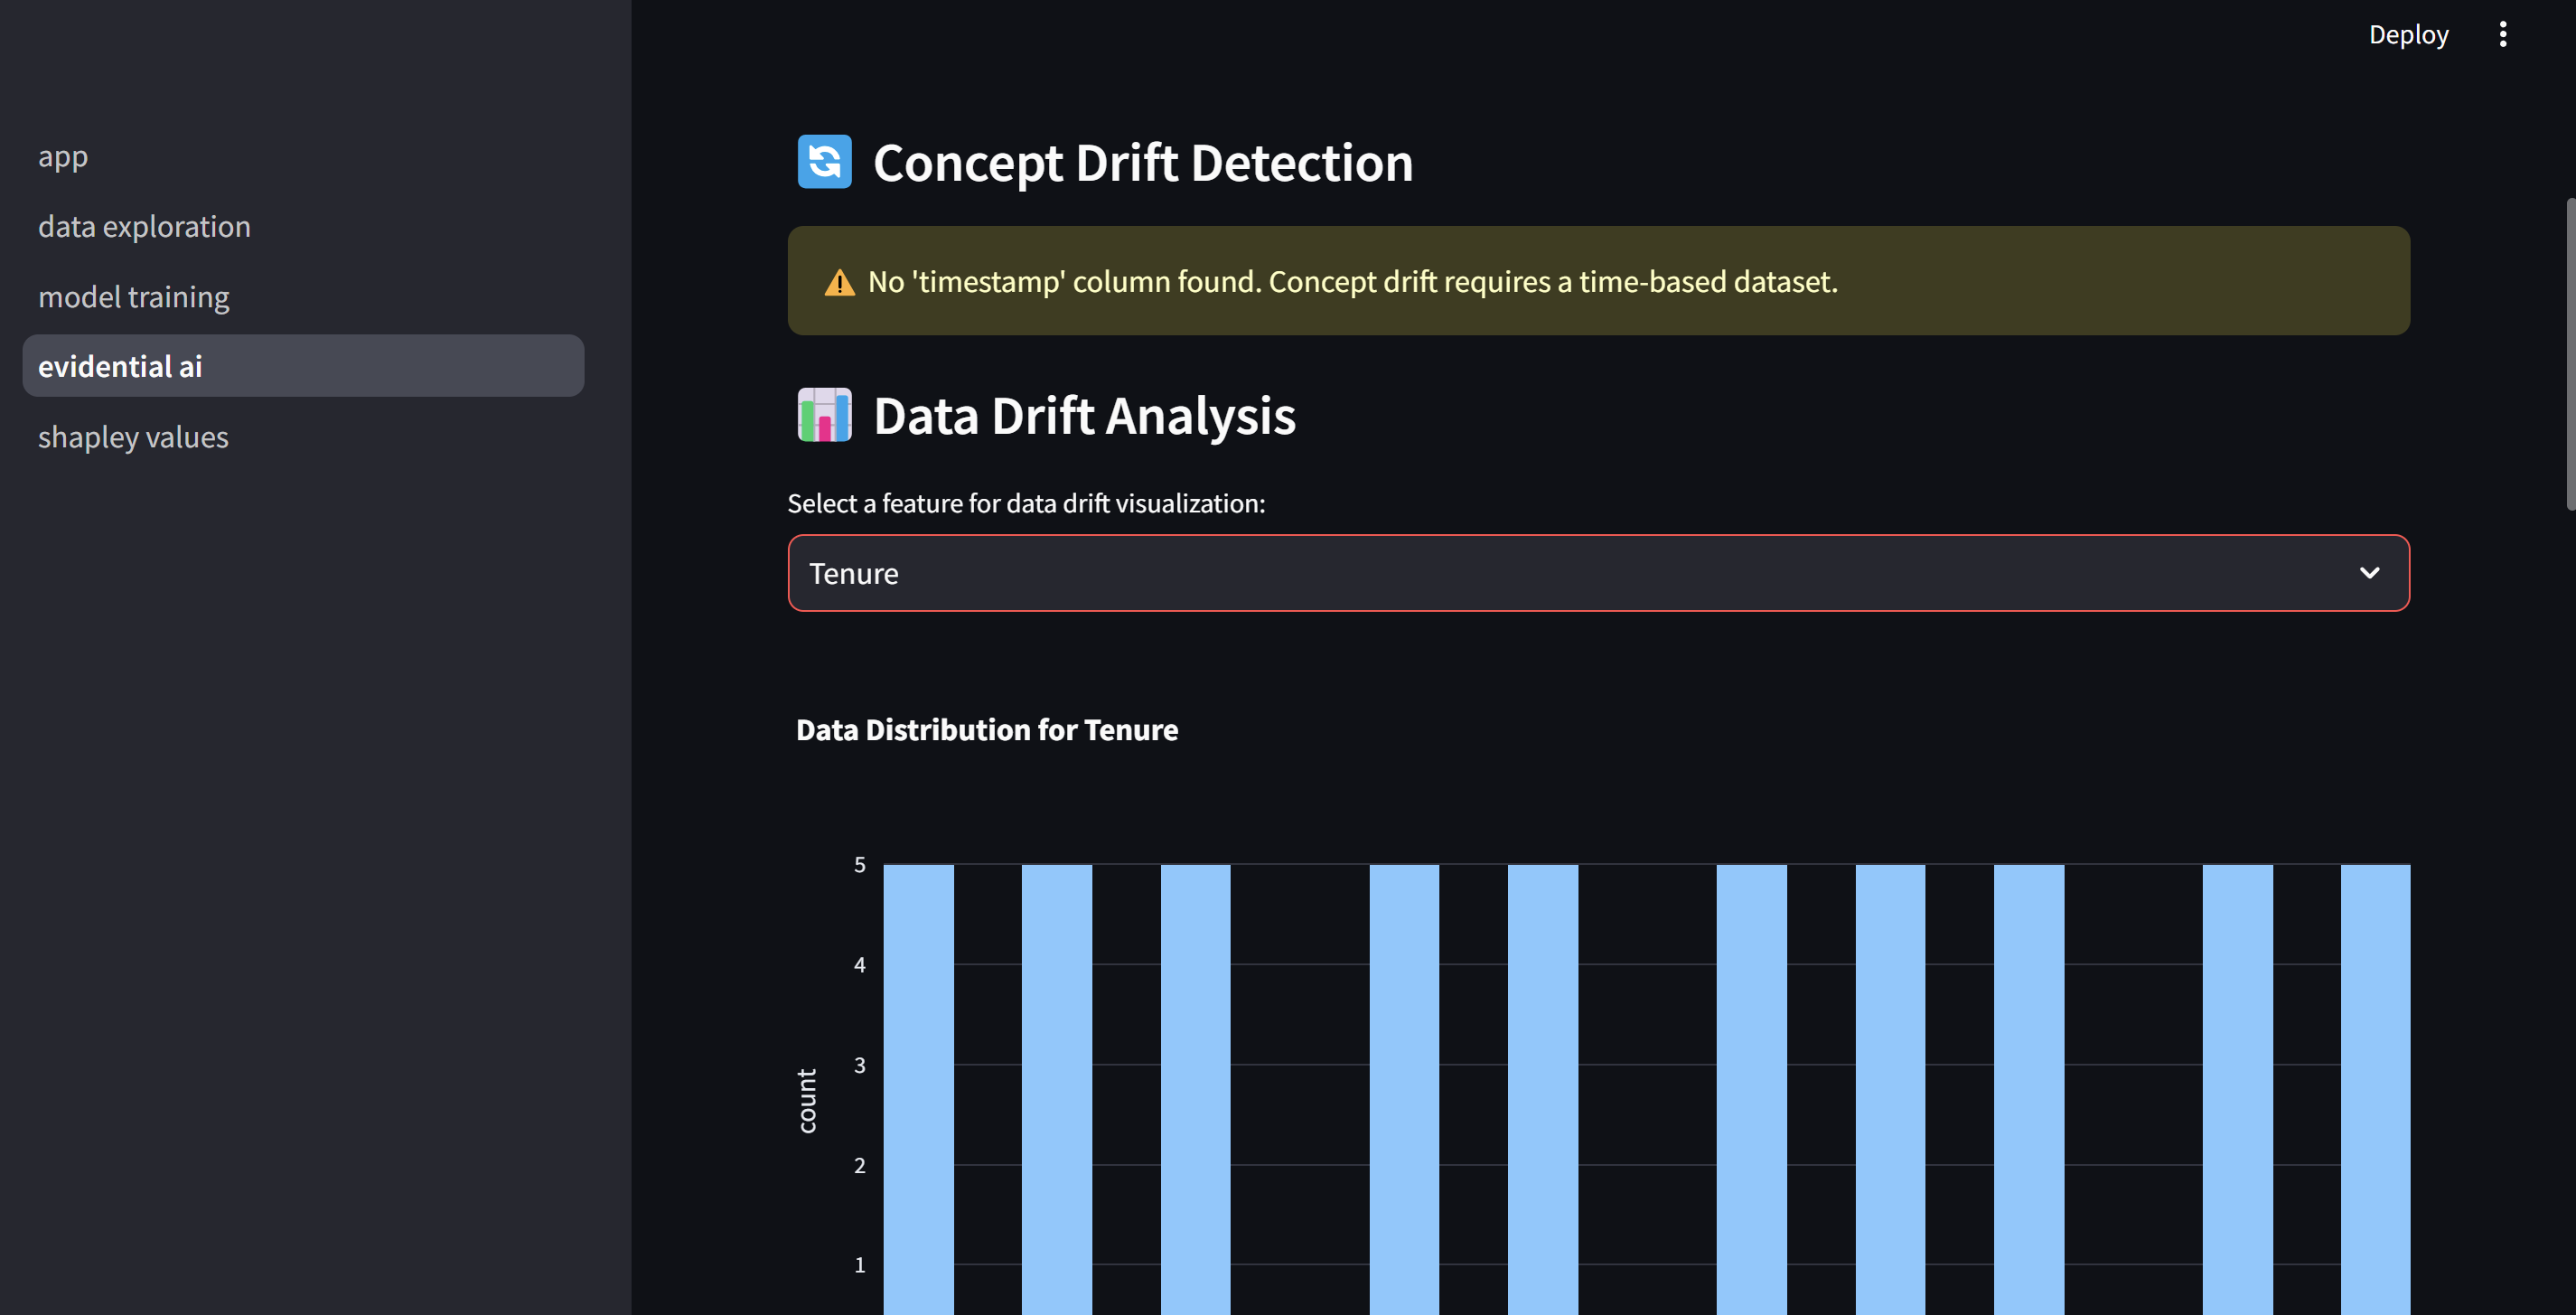 Deploy
app
data exploration
model training
evidential ai
shapley values
Concept Drift Detection
No 'timestamp' column found. Concept drift requires a time-based dataset.
Data Drift Analysis
Select a feature for data drift visualization:
Tenure
Data Distribution for Tenure
5
4
3
2
1
count